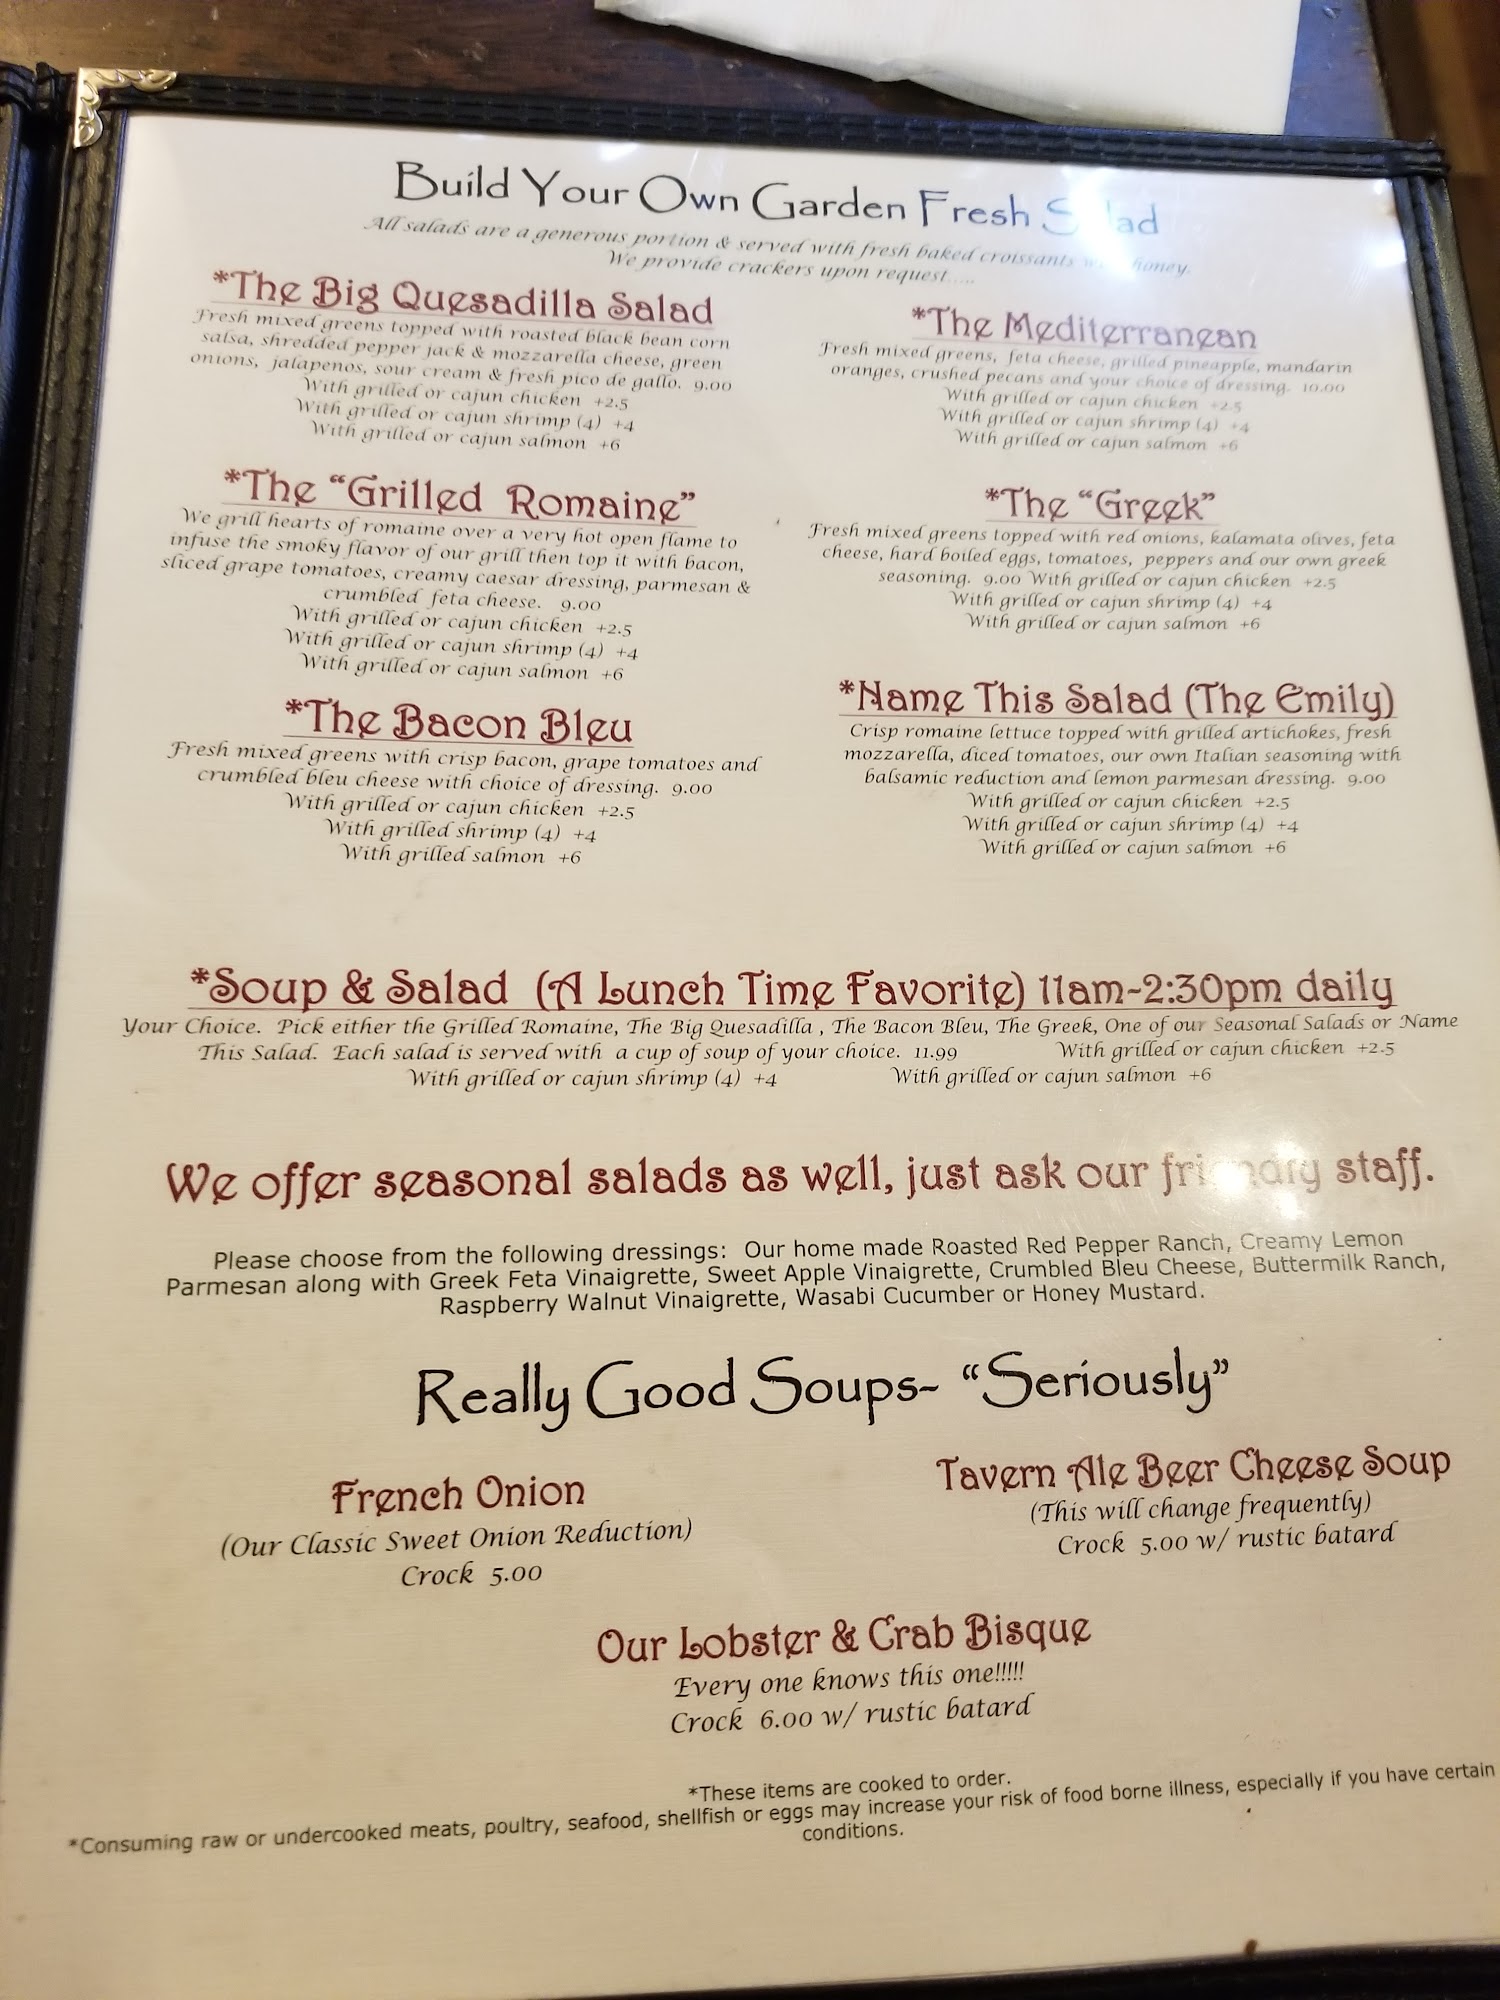 Build Your Own Garden Fresh Salad
All salads are a generous portion & served with fresh baked croissants honey.
We provide crackers upon request.....
*The Big Quesadilla Salad
Fresh mixed greens topped with roasted black bean corn
salsa, shredded pepper jack & mozzarella cheese, green
onions, jalapenos, sour cream & fresh pico de gallo. 9.00
With grilled or cajun chicken +2.5
With grilled or cajun shrimp (4) +4
With grilled or cajun salmon +6
*The "Grilled Romaine"
We grill hearts of romaine over a very hot open flame to
infuse the smoky flavor of our grill then top it with bacon,
sliced grape tomatoes, creamy caesar dressing, parmesan &
crumbled feta cheese. 9.00
With grilled or cajun chicken +2.5
With grilled or cajun shrimp (4) +4
With grilled or cajun salmon +6
*The Bacon Bleu
Fresh mixed greens with crisp bacon, grape tomatoes and
crumbled bleu cheese with choice of dressing. 9.00
With grilled or cajun chicken +2.5
With grilled shrimp (4) +4
With grilled salmon +6
*The Mediterranean
Fresh mixed greens, feta cheese, grilled pineapple, mandarin
oranges, crushed pecans and your choice of dressing. 10.00
With grilled or cajun chicken +2.5
With grilled or cajun shrimp (4) +4
With grilled or cajun salmon +6
*The "Greek"
Fresh mixed greens topped with red onions, kalamata olives, feta
cheese, hard boiled eggs, tomatoes, peppers and our own greek
seasoning. 9.00 With grilled or cajun chicken +2.5
With grilled or cajun shrimp (4) +4
With grilled or cajun salmon +6
*Name This Salad (The Emily)
Crisp romaine lettuce topped with grilled artichokes, fresh
mozzarella, diced tomatoes, our own Italian seasoning with
balsamic reduction and lemon parmesan dressing. 9.00
With grilled or cajun chicken +2.5
With grilled or cajun shrimp (4) +4
With grilled or cajun salmon +6
*Soup & Salad (A Lunch Time Favorite) 11am-2:30pm daily
Your Choice. Pick either the Grilled Romaine, The Big Quesadilla , The Bacon Bleu, The Greek, One of our Seasonal Salads or Name
This Salad. Each salad is served with a cup of soup of your choice. 11.99 With grilled or cajun chicken +2.5
With grilled or cajun shrimp (4) +4 With grilled or cajun salmon +6
We offer seasonal salads as well, just ask our friendly staff.
Please choose from the following dressings: Our home made Roasted Red Pepper Ranch, Creamy Lemon
Parmesan along with Greek Feta Vinaigrette, Sweet Apple Vinaigrette, Crumbled Bleu Cheese, Buttermilk Ranch,
Raspberry Walnut Vinaigrette, Wasabi Cucumber or Honey Mustard.
Really Good Soups- "Seriously"
French Onion
(Our Classic Sweet Onion Reduction)
Crock 5.00
Tavern Ale Beer Cheese Soup
(This will change frequently)
Crock 5.00 w/ rustic batard
Our Lobster & Crab Bisque
Every one knows this one!!!!!
Crock 6.00 w/ rustic batard
*These items are cooked to order.
*Consuming raw or undercooked meats, poultry, seafood, shellfish or eggs may increase your risk of food borne illness, especially if you have certain
conditions.